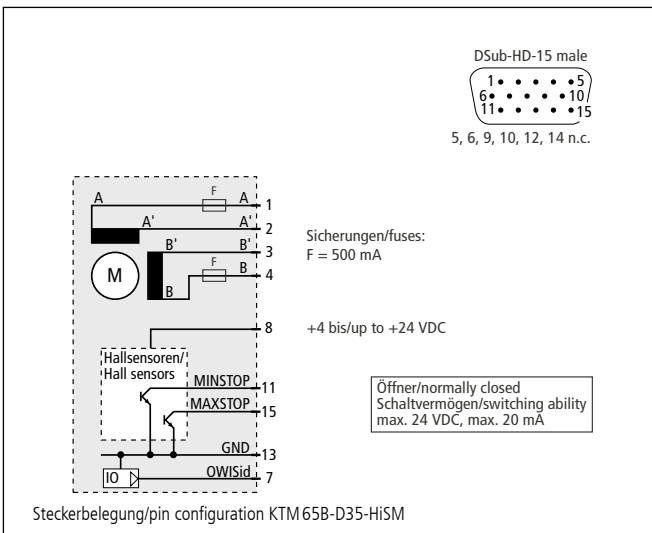 DSub-HD-15 male
1 5
6 10
11 15
5, 6, 9, 10, 12, 14 n.c.
A F A 1
A' A' 2
B' B' 3
F B 4
M
B
Sicherungen/fuses:
F = 500 mA
8 +4 bis/up to +24 VDC
Hallsensoren/
Hall sensors
MINSTOP 11
MAXSTOP 15
GND 13
IO OWISid 7
Öffner/normally closed
Schaltvermögen/switching ability
max. 24 VDC, max. 20 mA
Steckerbelegung/pin configuration KTM65B-D35-HiSM